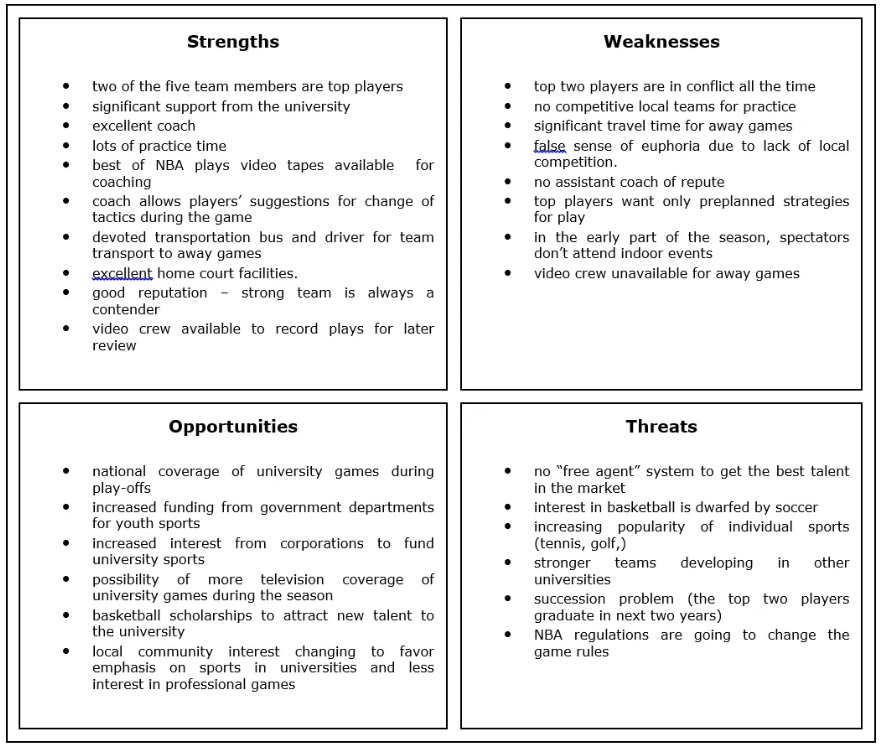 Strengths
• two of the five team members are top players
• significant support from the university
• excellent coach
• lots of practice time
• best of NBA plays video tapes available for
coaching
• coach allows players’ suggestions for change of
tactics during the game
• devoted transportation bus and driver for team
transport to away games
• excellent home court facilities.
• good reputation – strong team is always a
contender
• video crew available to record plays for later
review
Weaknesses
• top two players are in conflict all the time
• no competitive local teams for practice
• significant travel time for away games
• false sense of euphoria due to lack of local
competition.
• no assistant coach of repute
• top players want only preplanned strategies
for play
• in the early part of the season, spectators
don’t attend indoor events
• video crew unavailable for away games
Opportunities
• national coverage of university games during
play-offs
• increased funding from government departments
for youth sports
• increased interest from corporations to fund
university sports
• possibility of more television coverage of
university games during the season
• basketball scholarships to attract new talent to
the university
• local community interest changing to favor
emphasis on sports in universities and less
interest in professional games
Threats
• no “free agent” system to get the best talent
in the market
• interest in basketball is dwarfed by soccer
• increasing popularity of individual sports
(tennis, golf,)
• stronger teams developing in other
universities
• succession problem (the top two players
graduate in next two years)
• NBA regulations are going to change the
game rules